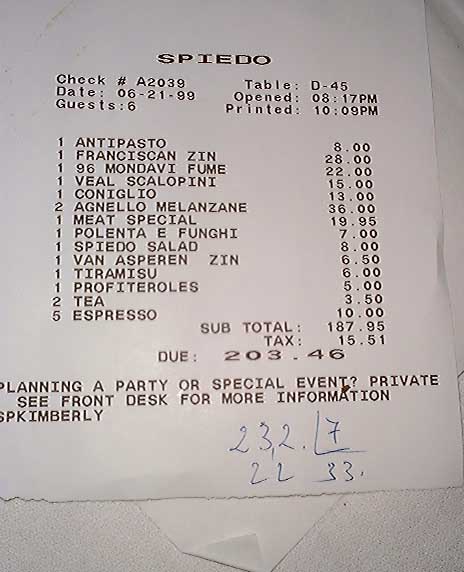 SPIEDO
Check # A2039 Table: D-45
Date: 06-21-99 Opened: 08:17PM
Guests:6 Printed: 10:09PM
1 ANTIPASTO 8.00
1 FRANCISCAN ZIN 28.00
1 96 MONDAVI FUME 22.00
1 VEAL SCALOPINI 15.00
1 CONIGLIO 13.00
2 AGNELLO MELANZANE 36.00
1 MEAT SPECIAL 19.95
1 POLENTA E FUNGHI 7.00
1 SPIEDO SALAD 8.00
1 VAN ASPEREN ZIN 6.50
1 TIRAMISU 6.00
1 PROFITEROLES 5.00
2 TEA 3.50
5 ESPRESSO 10.00
SUB TOTAL: 187.95
TAX: 15.51
DUE: 203.46
PLANNING A PARTY OR SPECIAL EVENT? PRIVATE
SEE FRONT DESK FOR MORE INFORMATION
SPKIMBERLY
232. 7
22 33.